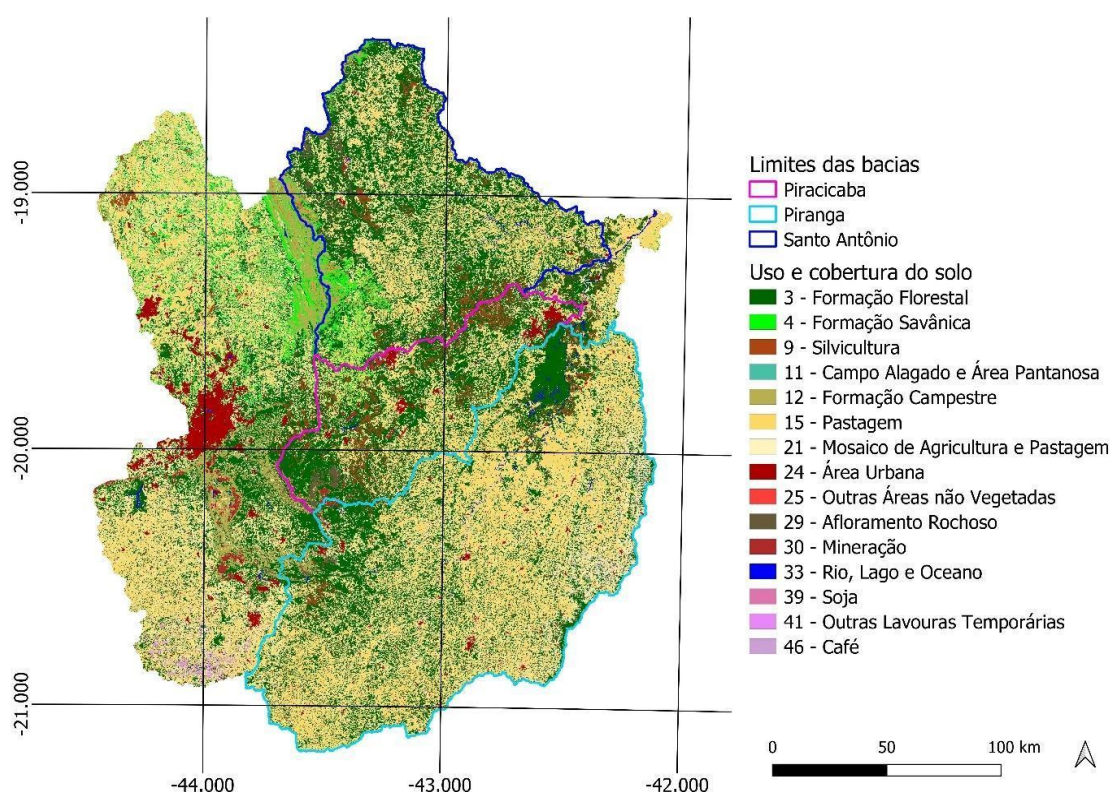 Limites das bacias
Piracicaba
Piranga
Santo Antônio
Uso e cobertura do solo
3 - Formação Florestal
4 - Formação Savânica
9 - Silvicultura
11 - Campo Alagado e Área Pantanosa
12 - Formação Campestre
15 - Pastagem
21 - Mosaico de Agricultura e Pastagem
24 - Área Urbana
25 - Outras Áreas não Vegetadas
29 - Afloramento Rochoso
30 - Mineração
33 - Rio, Lago e Oceano
39 - Soja
41 - Outras Lavouras Temporárias
46 - Café
0 50 100 km
-19.000
-20.000
-21.000
-44.000 -43.000 -42.000